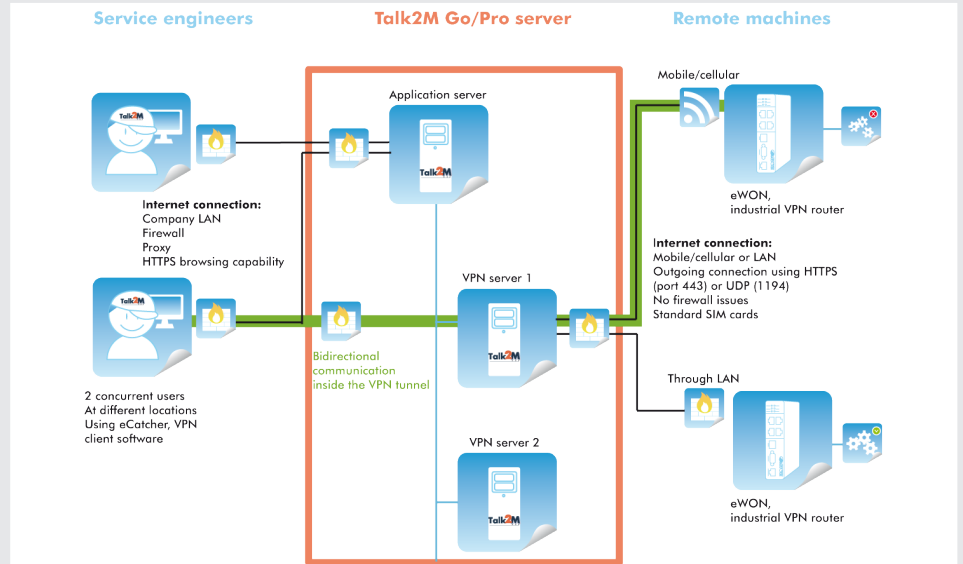 Service engineers
Talk2M Go/Pro server
Remote machines
Mobile/cellular
Application server
Talk2M
Talk2M
eWON,
industrial VPN router
Internet connection:
Company LAN
Firewall
Proxy
HTTPS browsing capability
Internet connection:
Mobile/cellular or LAN
Outgoing connection using HTTPS
(port 443) or UDP (1194)
No firewall issues
Standard SIM cards
VPN server 1
Talk2M
Talk2M
Bidirectional
communication
inside the VPN tunnel
Through LAN
2 concurrent users
At different locations
Using eCatcher, VPN
client software
VPN server 2
Talk2M
eWON,
industrial VPN router